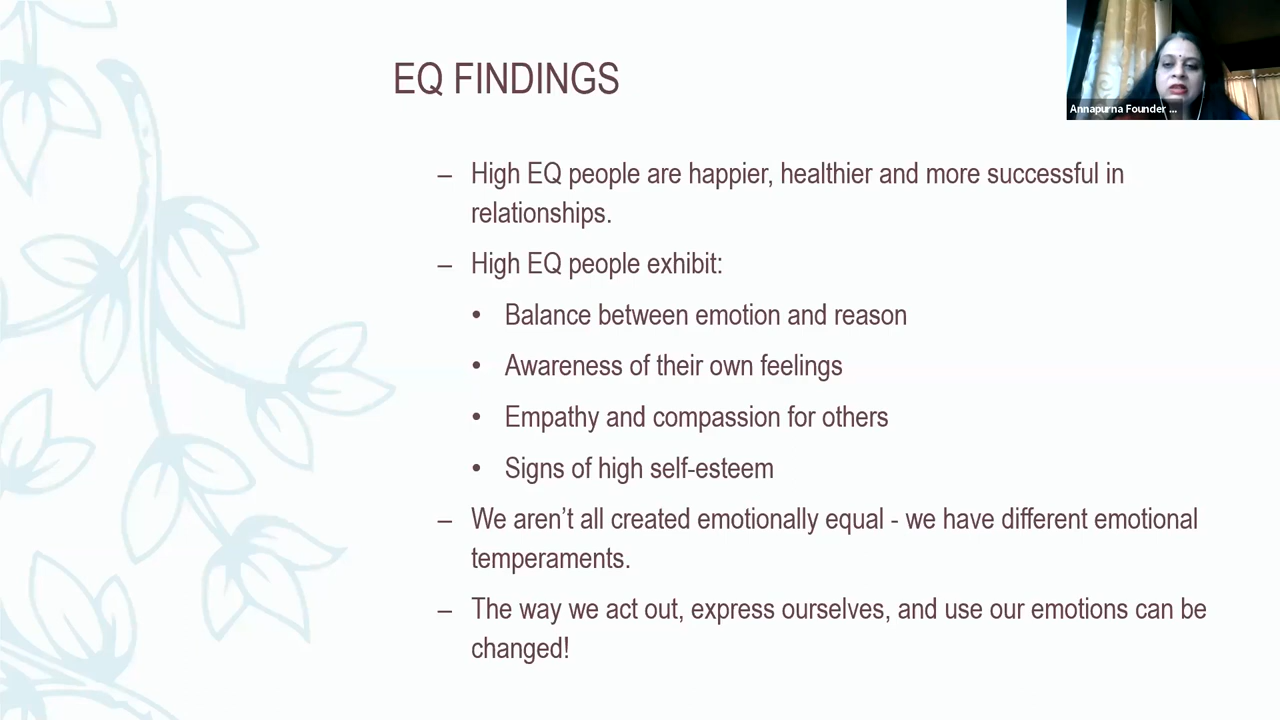 EQ FINDINGS
Annapurna Founder ...
– High EQ people are happier, healthier and more successful in
relationships.
– High EQ people exhibit:
• Balance between emotion and reason
• Awareness of their own feelings
• Empathy and compassion for others
• Signs of high self-esteem
– We aren’t all created emotionally equal - we have different emotional
temperaments.
– The way we act out, express ourselves, and use our emotions can be
changed!